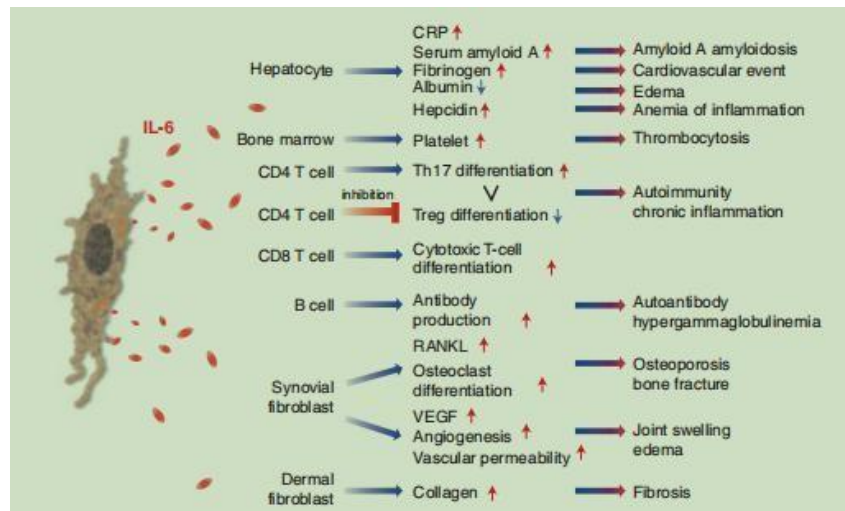 IL-6
Hepatocyte
CRP ↑
Serum amyloid A ↑
Fibrinogen ↑
Albumin ↓
Hepcidin ↑
Amyloid A amyloidosis
Cardiovascular event
Edema
Anemia of inflammation
Bone marrow
Platelet ↑
Thrombocytosis
CD4 T cell
Th17 differentiation ↑
inhibition
CD4 T cell
Treg differentiation ↓
Autoimmunity
chronic inflammation
CD8 T cell
Cytotoxic T-cell
differentiation ↑
B cell
Antibody
production ↑
Autoantibody
hypergammaglobulinemia
Synovial
fibroblast
RANKL ↑
Osteoclast
differentiation ↑
Osteoporosis
bone fracture
VEGF ↑
Angiogenesis ↑
Vascular permeability ↑
Joint swelling
edema
Dermal
fibroblast
Collagen ↑
Fibrosis